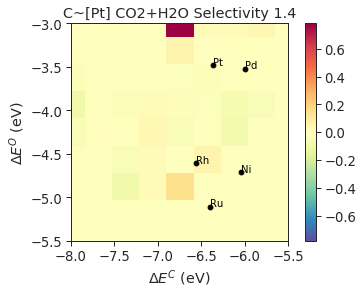 C~[Pt] CO2+H2O Selectivity 1.4
−3.0
−3.5
−4.0
−4.5
−5.0
−5.5
ΔE^O (eV)
Pt
Pd
Rh
Ni
Ru
−8.0 −7.5 −7.0 −6.5 −6.0 −5.5
ΔE^C (eV)
0.6
0.4
0.2
0.0
−0.2
−0.4
−0.6